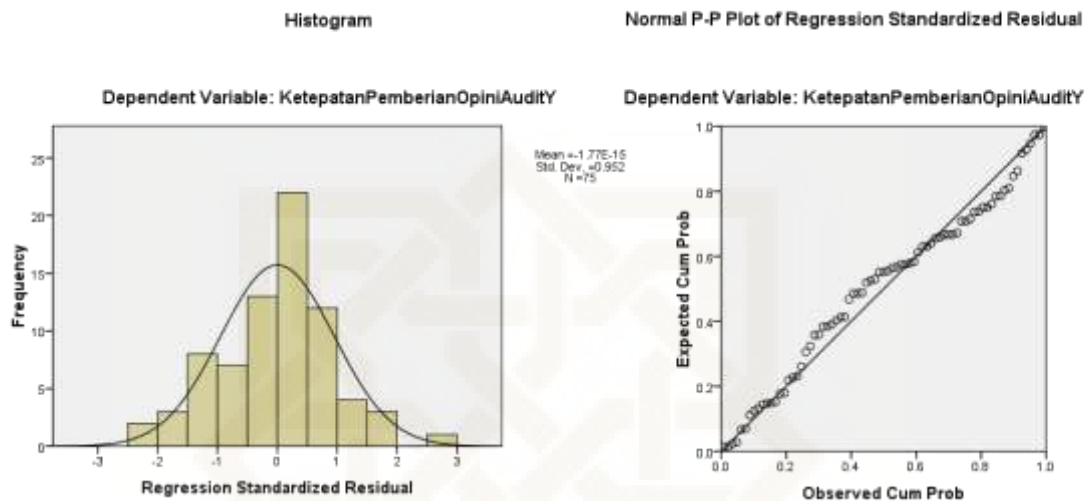 Histogram
Dependent Variable: KetepatanPemberianOpiniAuditY
Mean =-1.77E-15
Std. Dev. =0.952
N =75
Frequency
25
20
15
10
5
0
-3
-2
-1
0
1
2
3
Regression Standardized Residual
Normal P-P Plot of Regression Standardized Residual
Dependent Variable: KetepatanPemberianOpiniAuditY
Expected Cum Prob
1.0
0.8
0.6
0.4
0.2
0.0
0.0
0.2
0.4
0.6
0.8
1.0
Observed Cum Prob